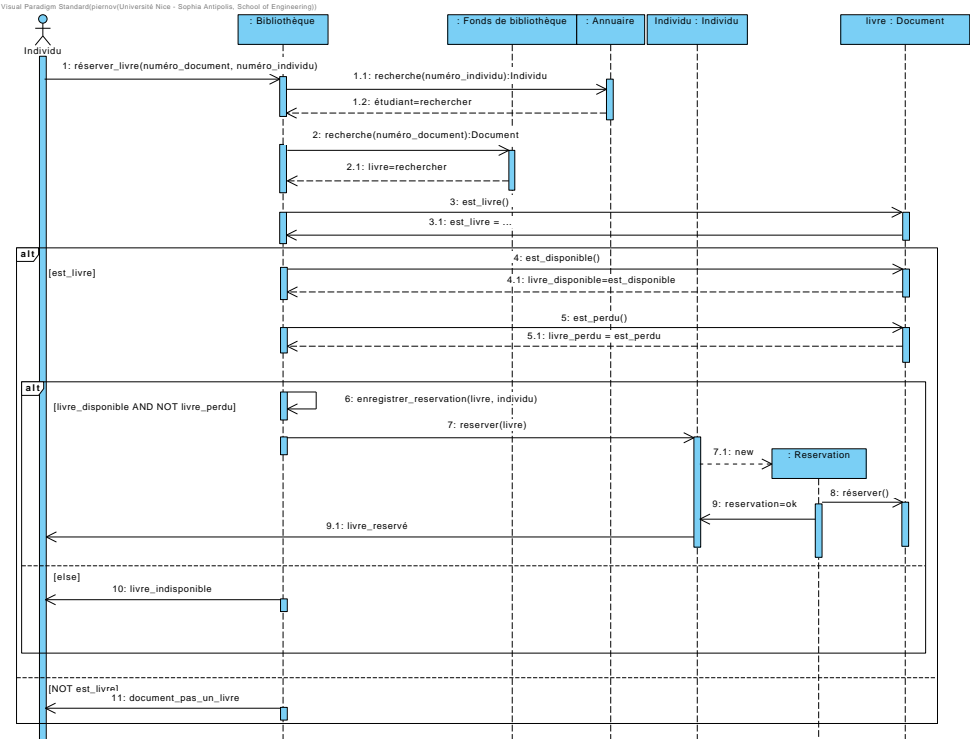 Visual Paradigm Standard(piernov(Université Nice - Sophia Antipolis, School of Engineering))
: Bibliothèque
: Fonds de bibliothèque
: Annuaire
Individu : Individu
livre : Document
Individu
1: réserver_livre(numéro_document, numéro_individu)
1.1: recherche(numéro_individu):Individu
1.2: étudiant=rechercher
2: recherche(numéro_document):Document
2.1: livre=rechercher
3: est_livre()
3.1: est_livre = ...
alt
[est_livre]
4: est_disponible()
4.1: livre_disponible=est_disponible
5: est_perdu()
5.1: livre_perdu = est_perdu
alt
[livre_disponible AND NOT livre_perdu]
6: enregistrer_reservation(livre, individu)
7: reserver(livre)
7.1: new
: Reservation
8: réserver()
9: reservation=ok
9.1: livre_reservé
[else]
10: livre_indisponible
[NOT est_livre]
11: document_pas_un_livre